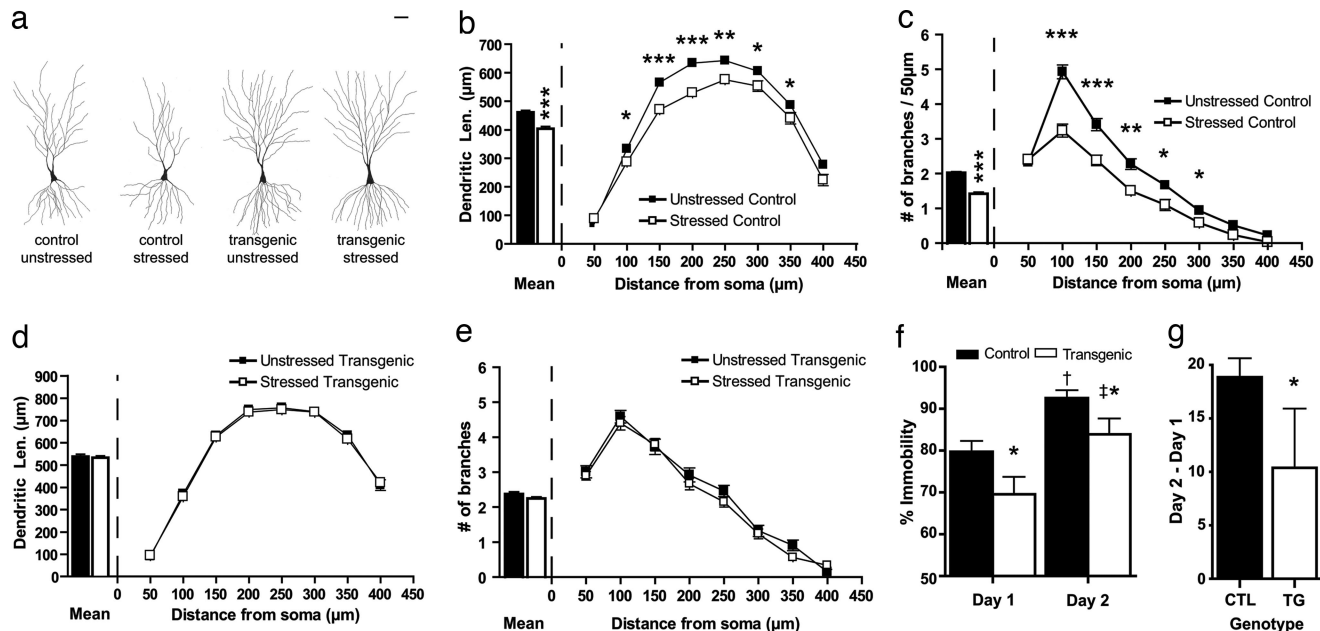 a
control
unstressed
control
stressed
transgenic
unstressed
transgenic
stressed
b
Dendritic Len. (µm)
700
600
500
400
300
200
100
0
***
*
***
***
**
*
*
Unstressed Control
Stressed Control
0 50 100 150 200 250 300 350 400 450
Mean
Distance from soma (µm)
c
# of branches / 50µm
6
5
4
3
2
1
0
***
***
***
**
*
*
Unstressed Control
Stressed Control
0 50 100 150 200 250 300 350 400 450
Mean
Distance from soma (µm)
d
Unstressed Transgenic
Stressed Transgenic
Dendritic Len. (µm)
900
800
700
600
500
400
300
200
100
0
0 50 100 150 200 250 300 350 400 450
Mean
Distance from soma (µm)
e
Unstressed Transgenic
Stressed Transgenic
# of branches
6
5
4
3
2
1
0
0 50 100 150 200 250 300 350 400 450
Mean
Distance from soma (µm)
f
Control Transgenic
% Immobility
100
90
80
70
60
50
*
†
‡*
Day 1 Day 2
g
Day 2 - Day 1
20
15
10
5
0
*
CTL TG
Genotype